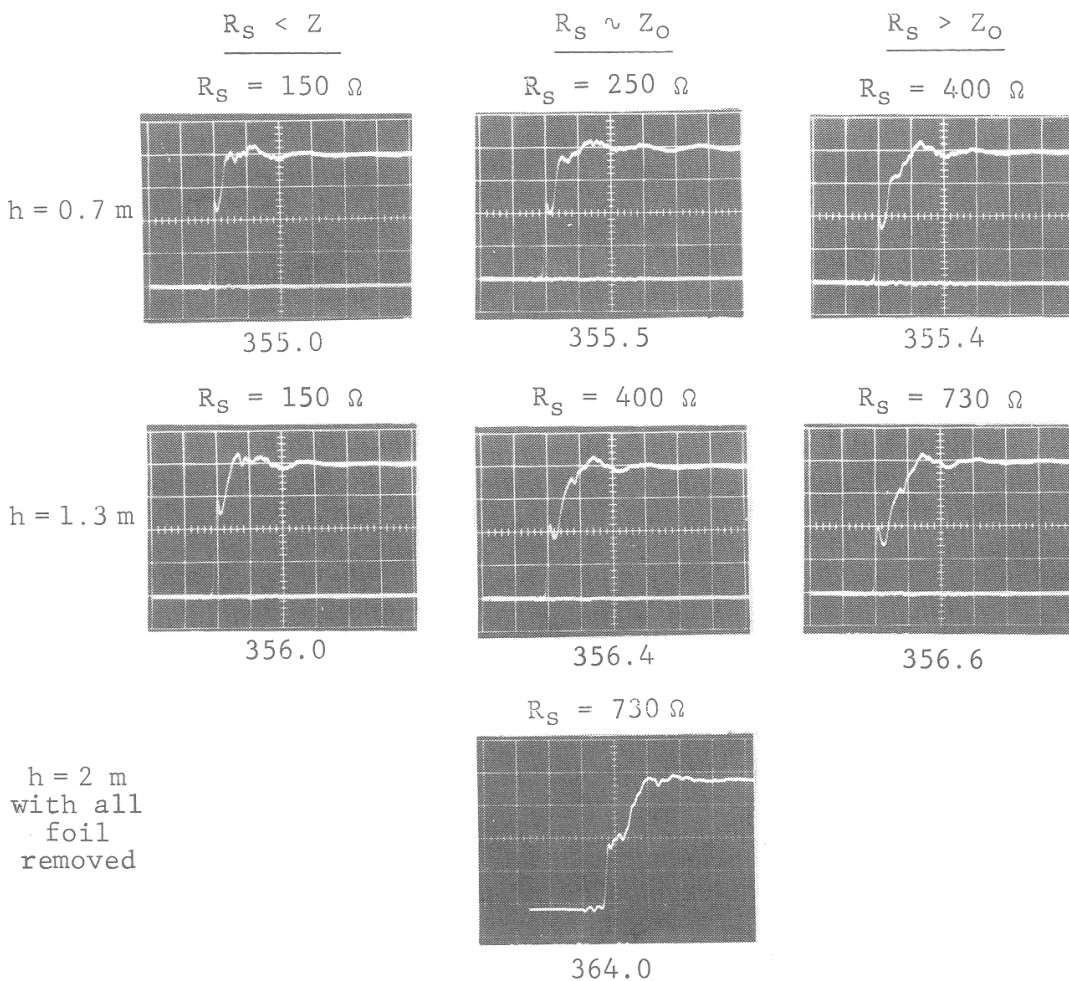 R_S < Z
R_S ~ Z_O
R_S > Z_O
R_S = 150 Ω
R_S = 250 Ω
R_S = 400 Ω
h = 0.7 m
355.0
355.5
355.4
R_S = 150 Ω
R_S = 400 Ω
R_S = 730 Ω
h = 1.3 m
356.0
356.4
356.6
R_S = 730 Ω
h = 2 m
with all
foil
removed
364.0